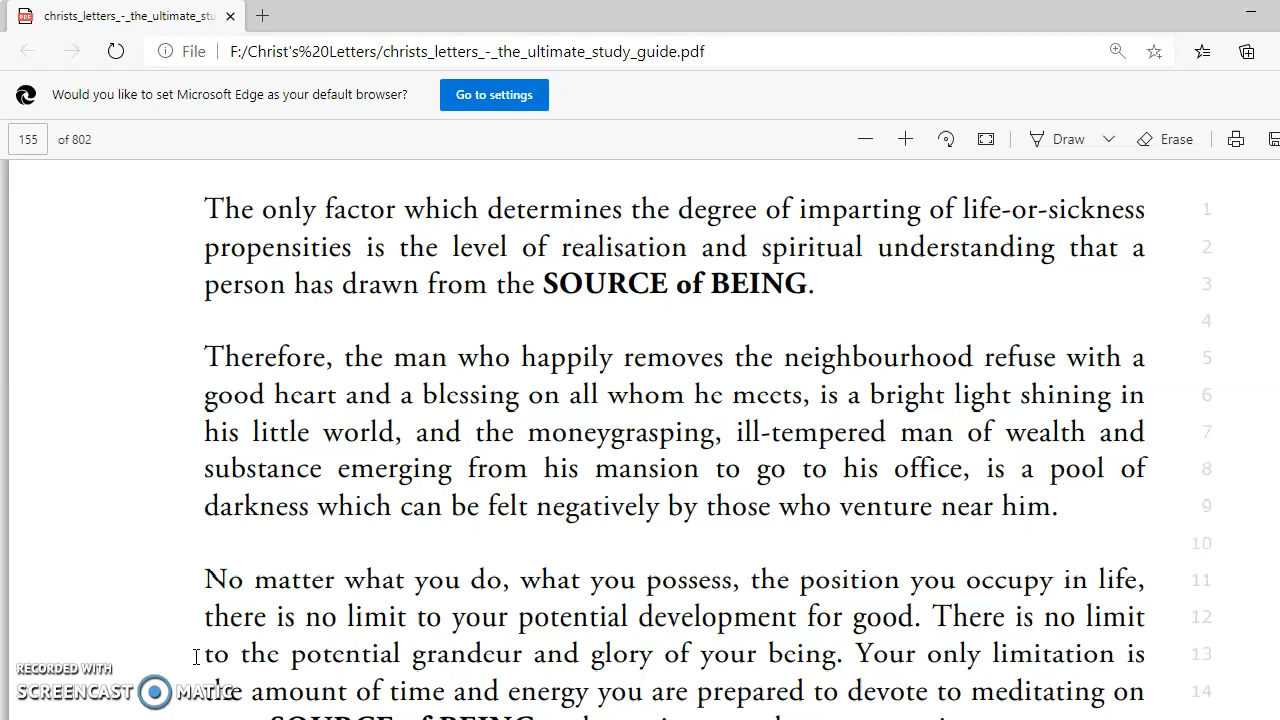 christs_letters_-_the_ultimate_stu
File F:/Christ's%20Letters/christs_letters_-_the_ultimate_study_guide.pdf
Would you like to set Microsoft Edge as your default browser? Go to settings
155 of 802 Draw Erase
The only factor which determines the degree of imparting of life-or-sickness 1
propensities is the level of realisation and spiritual understanding that a 2
person has drawn from the SOURCE of BEING. 3
4
Therefore, the man who happily removes the neighbourhood refuse with a 5
good heart and a blessing on all whom he meets, is a bright light shining in 6
his little world, and the moneygrasping, ill-tempered man of wealth and 7
substance emerging from his mansion to go to his office, is a pool of 8
darkness which can be felt negatively by those who venture near him. 9
10
No matter what you do, what you possess, the position you occupy in life, 11
there is no limit to your potential development for good. There is no limit 12
to the potential grandeur and glory of your being. Your only limitation is 13
the amount of time and energy you are prepared to devote to meditating on 14
SOURCE of BEING
RECORDED WITH
SCREENCAST MATIC